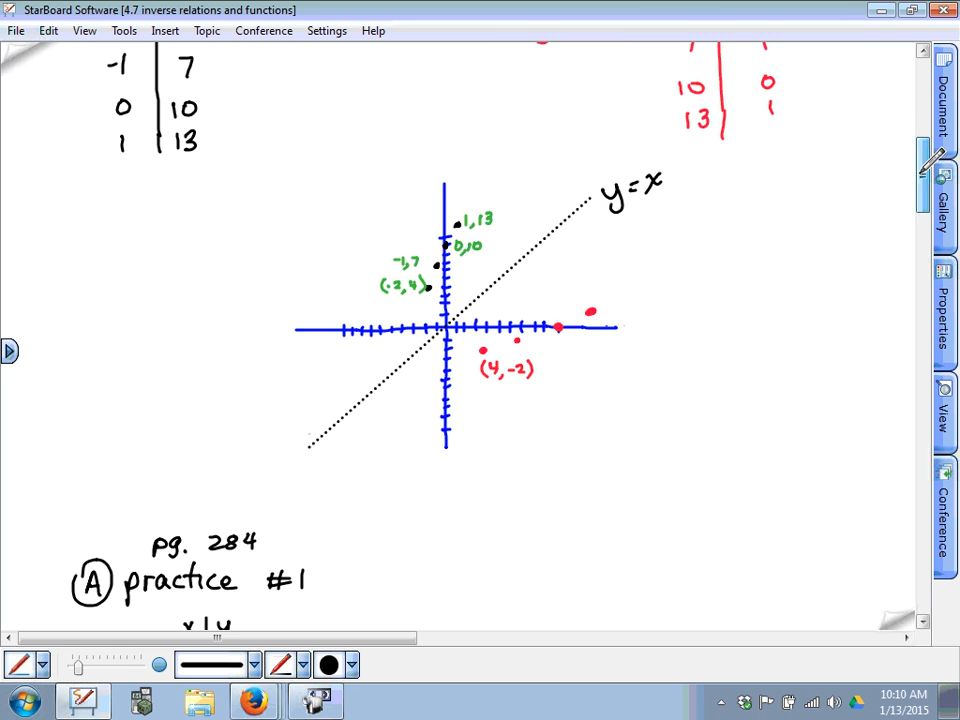 StarBoard Software [4.7 inverse relations and functions]
File Edit View Tools Insert Topic Conference Settings Help
-1 7
0 10
1 13
10 0
13 1
y=x
1,13
0,10
-1,7
(-2,4)
(4,-2)
pg. 284
(A) practice #1
x y
Document
Gallery
Properties
View
Conference
10:10 AM
1/13/2015